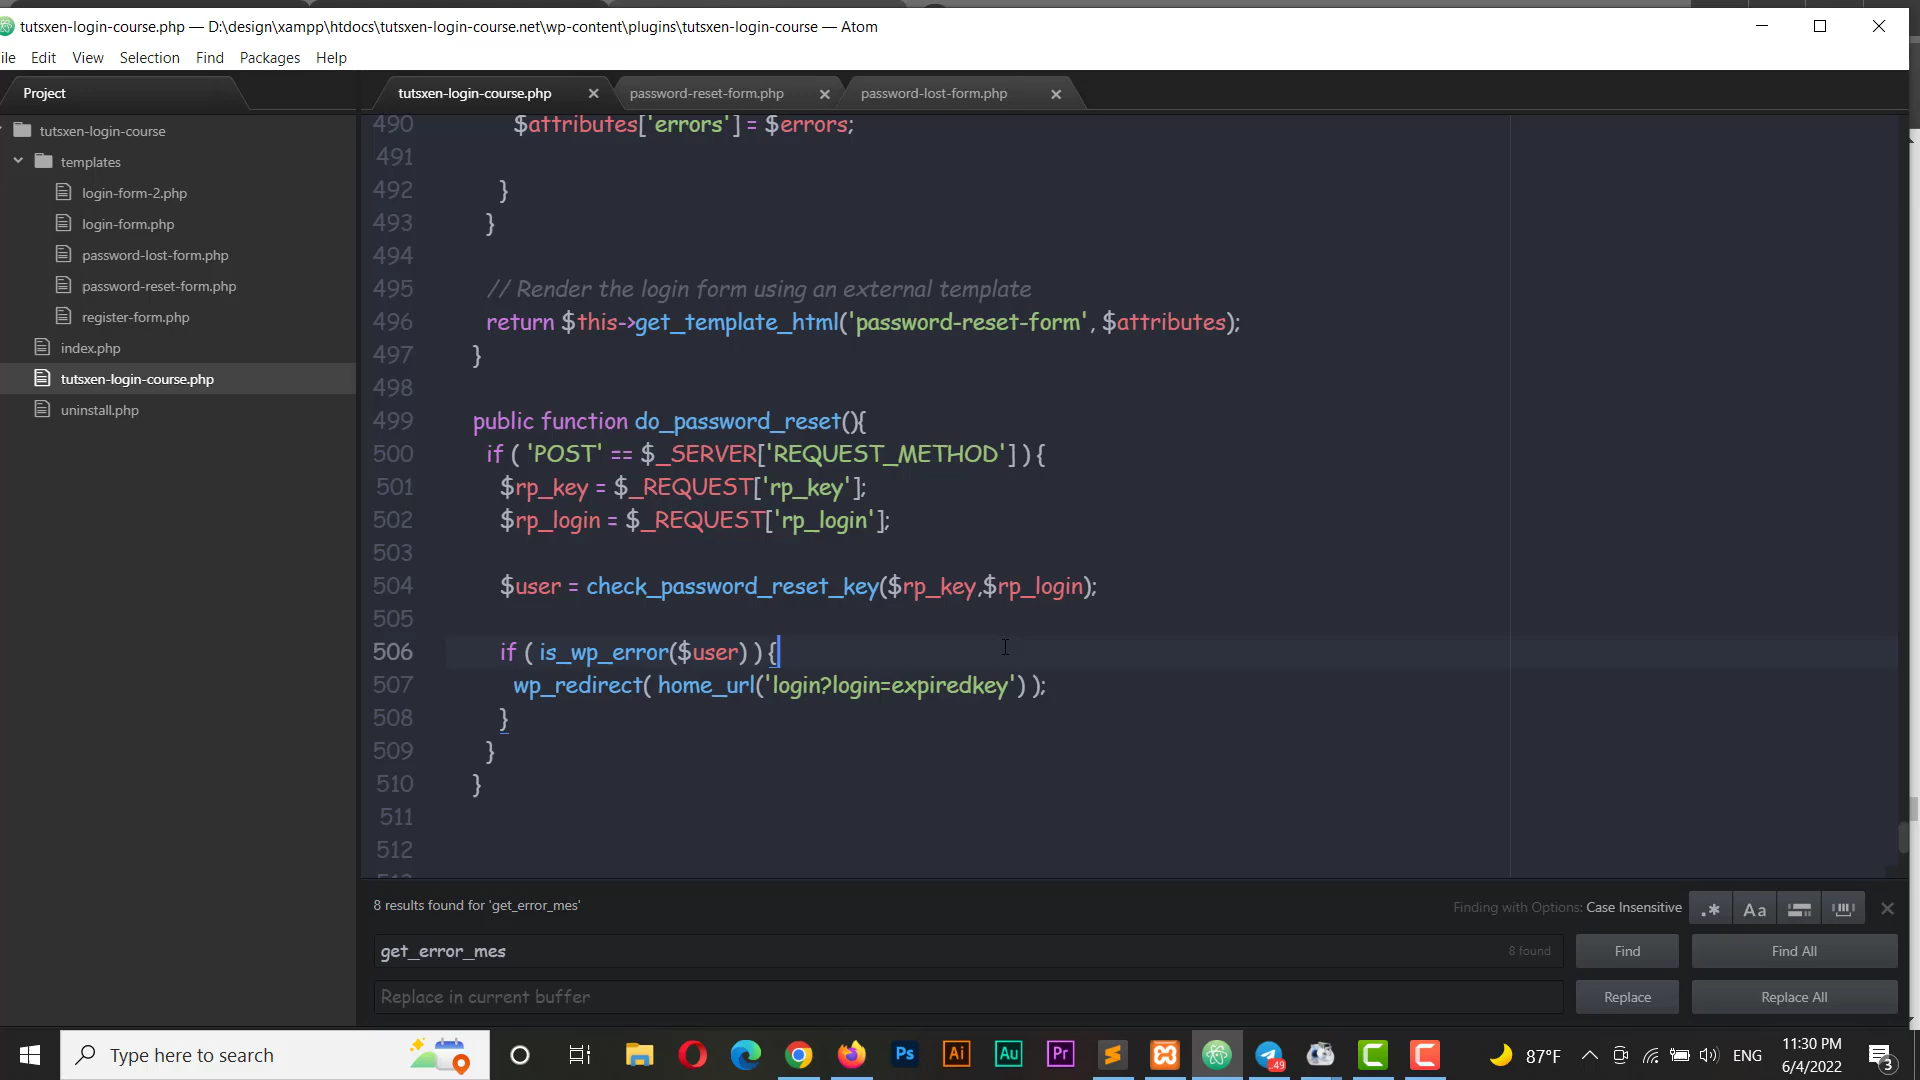 tutsxen-login-course.php — D:\design\xampp\htdocs\tutsxen-login-course.net\wp-content\plugins\tutsxen-login-course — Atom
ile Edit View Selection Find Packages Help
Project
tutsxen-login-course.php
password-reset-form.php
password-lost-form.php
tutsxen-login-course
templates
login-form-2.php
login-form.php
password-lost-form.php
password-reset-form.php
register-form.php
index.php
tutsxen-login-course.php
uninstall.php
490 $attributes['errors'] = $errors;
491
492 }
493 }
494
495 // Render the login form using an external template
496 return $this->get_template_html('password-reset-form', $attributes);
497 }
498
499 public function do_password_reset(){
500 if ( 'POST' == $_SERVER['REQUEST_METHOD'] ) {
501 $rp_key = $_REQUEST['rp_key'];
502 $rp_login = $_REQUEST['rp_login'];
503
504 $user = check_password_reset_key($rp_key,$rp_login);
505
506 if ( is_wp_error($user) ) {
507 wp_redirect( home_url('login?login=expiredkey') );
508 }
509 }
510 }
511
512
8 results found for 'get_error_mes'
Finding with Options: Case Insensitive
.* Aa
get_error_mes
8 found
Find
Find All
Replace in current buffer
Replace
Replace All
Type here to search
Ps
Ai
Au
Pr
49
87°F
ENG
11:30 PM
6/4/2022
3